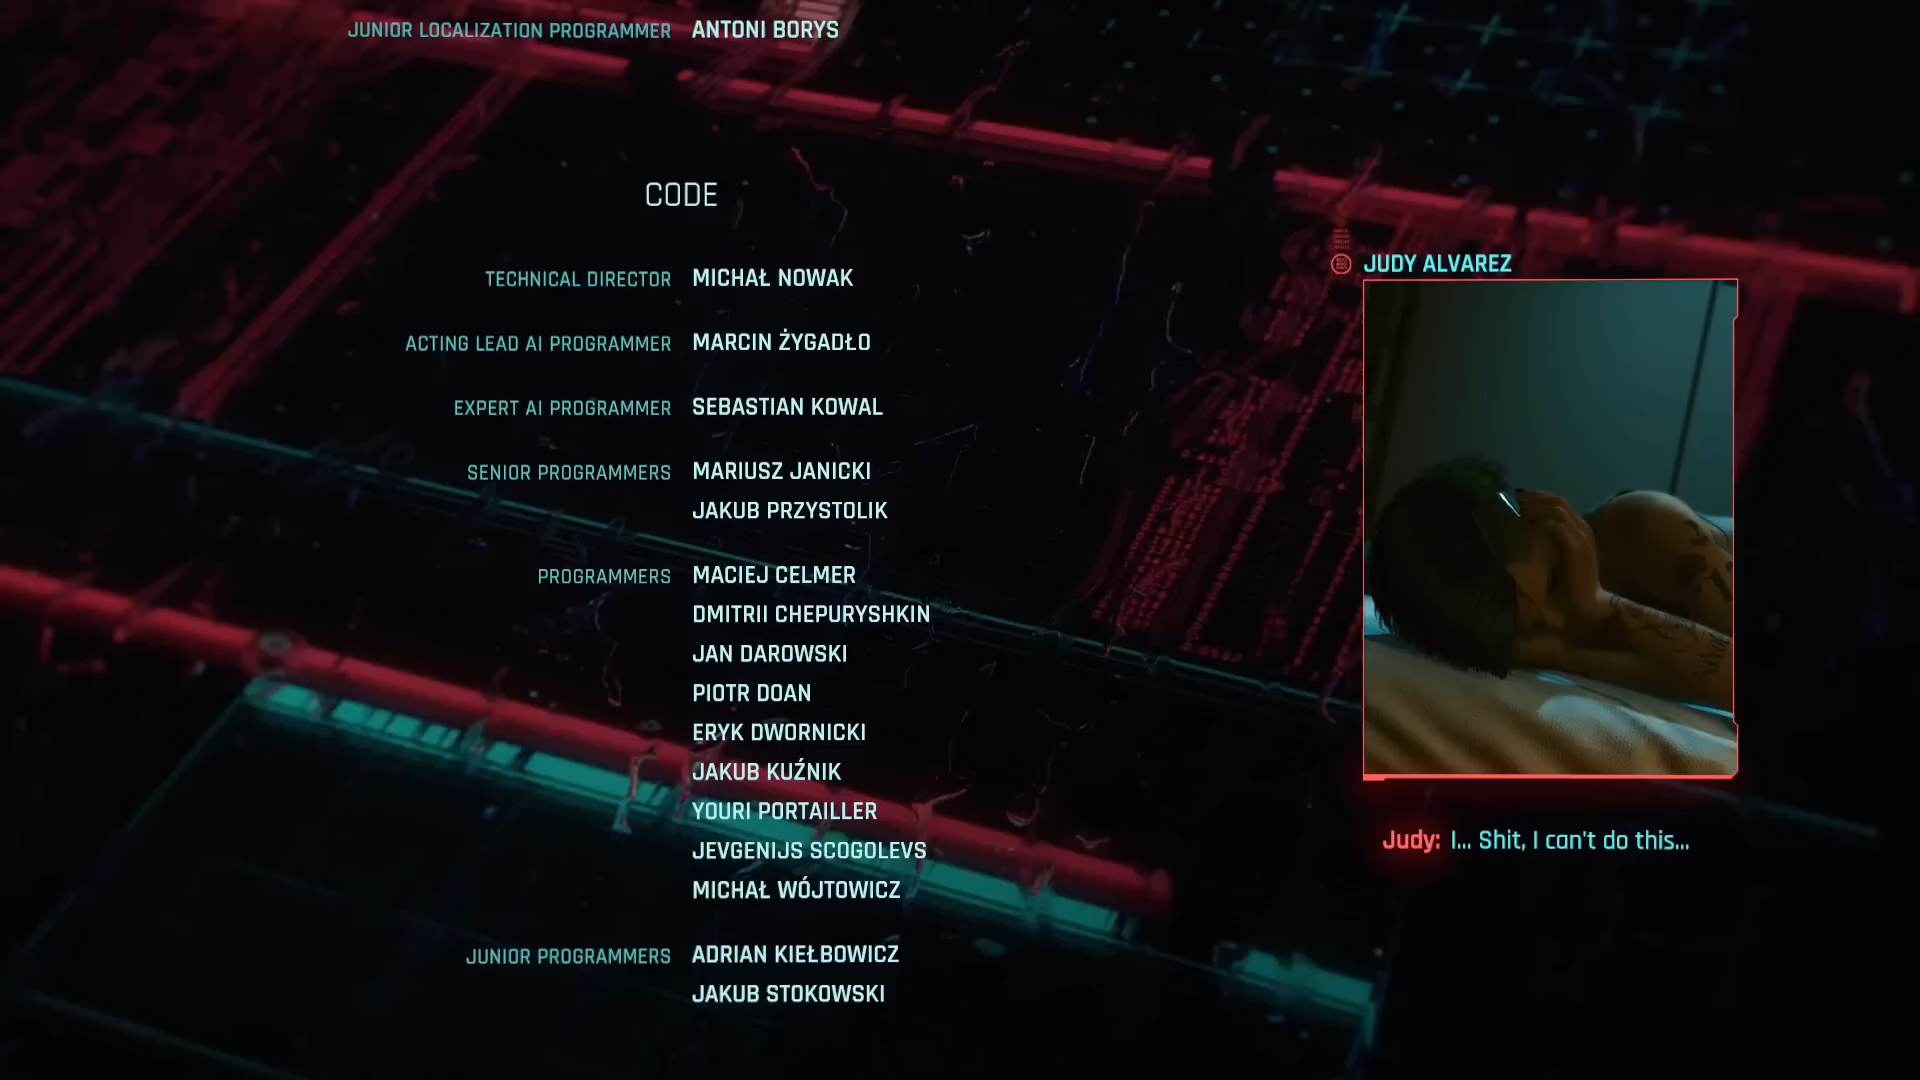 JUNIOR LOCALIZATION PROGRAMMER ANTONI BORYS
CODE
TECHNICAL DIRECTOR MICHAŁ NOWAK
ACTING LEAD AI PROGRAMMER MARCIN ŻYGADŁO
EXPERT AI PROGRAMMER SEBASTIAN KOWAL
SENIOR PROGRAMMERS MARIUSZ JANICKI
JAKUB PRZYSTOLIK
PROGRAMMERS MACIEJ CELMER
DMITRII CHEPURYSHKIN
JAN DAROWSKI
PIOTR DOAN
ERYK DWORNICKI
JAKUB KUŹNIK
YOURI PORTAILLER
JEVGENIJS SCOGOLEVS
MICHAŁ WÓJTOWICZ
JUNIOR PROGRAMMERS ADRIAN KIEŁBOWICZ
JAKUB STOKOWSKI
JUDY ALVAREZ
Judy: I... Shit, I can't do this...